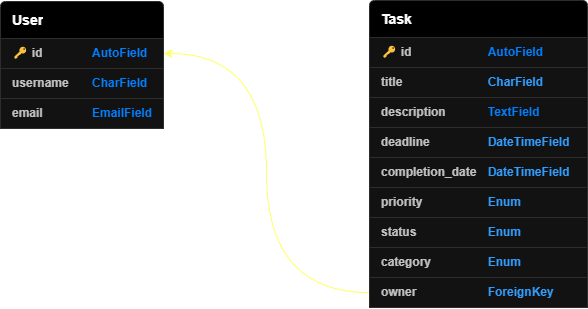 User
id AutoField
username CharField
email EmailField
Task
id AutoField
title CharField
description TextField
deadline DateTimeField
completion_date DateTimeField
priority Enum
status Enum
category Enum
owner ForeignKey